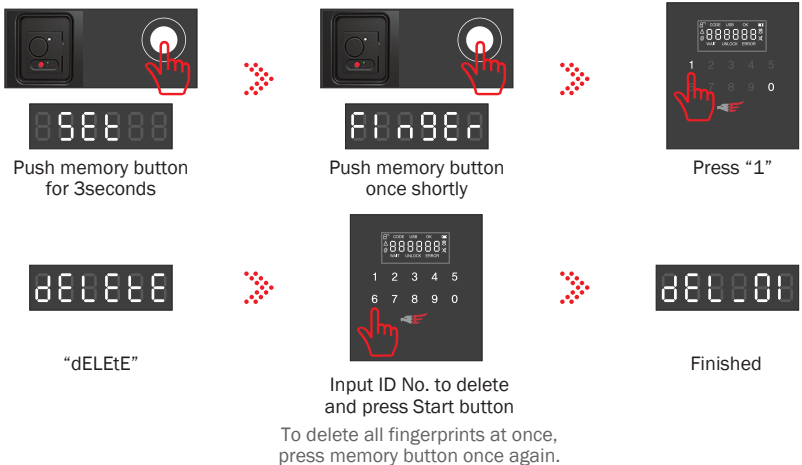 SEt
FIngEr
CODE USB OK
888888
WAIT UNLOCK ERROR
1 2 3 4 5
7 8 9 0
Push memory button
for 3seconds
Push memory button
once shortly
Press “1”
dELEtE
CODE USB OK
888888
WAIT UNLOCK ERROR
1 2 3 4 5
6 7 8 9 0
dEL_01
“dELEtE”
Input ID No. to delete
and press Start button
Finished
To delete all fingerprints at once,
press memory button once again.